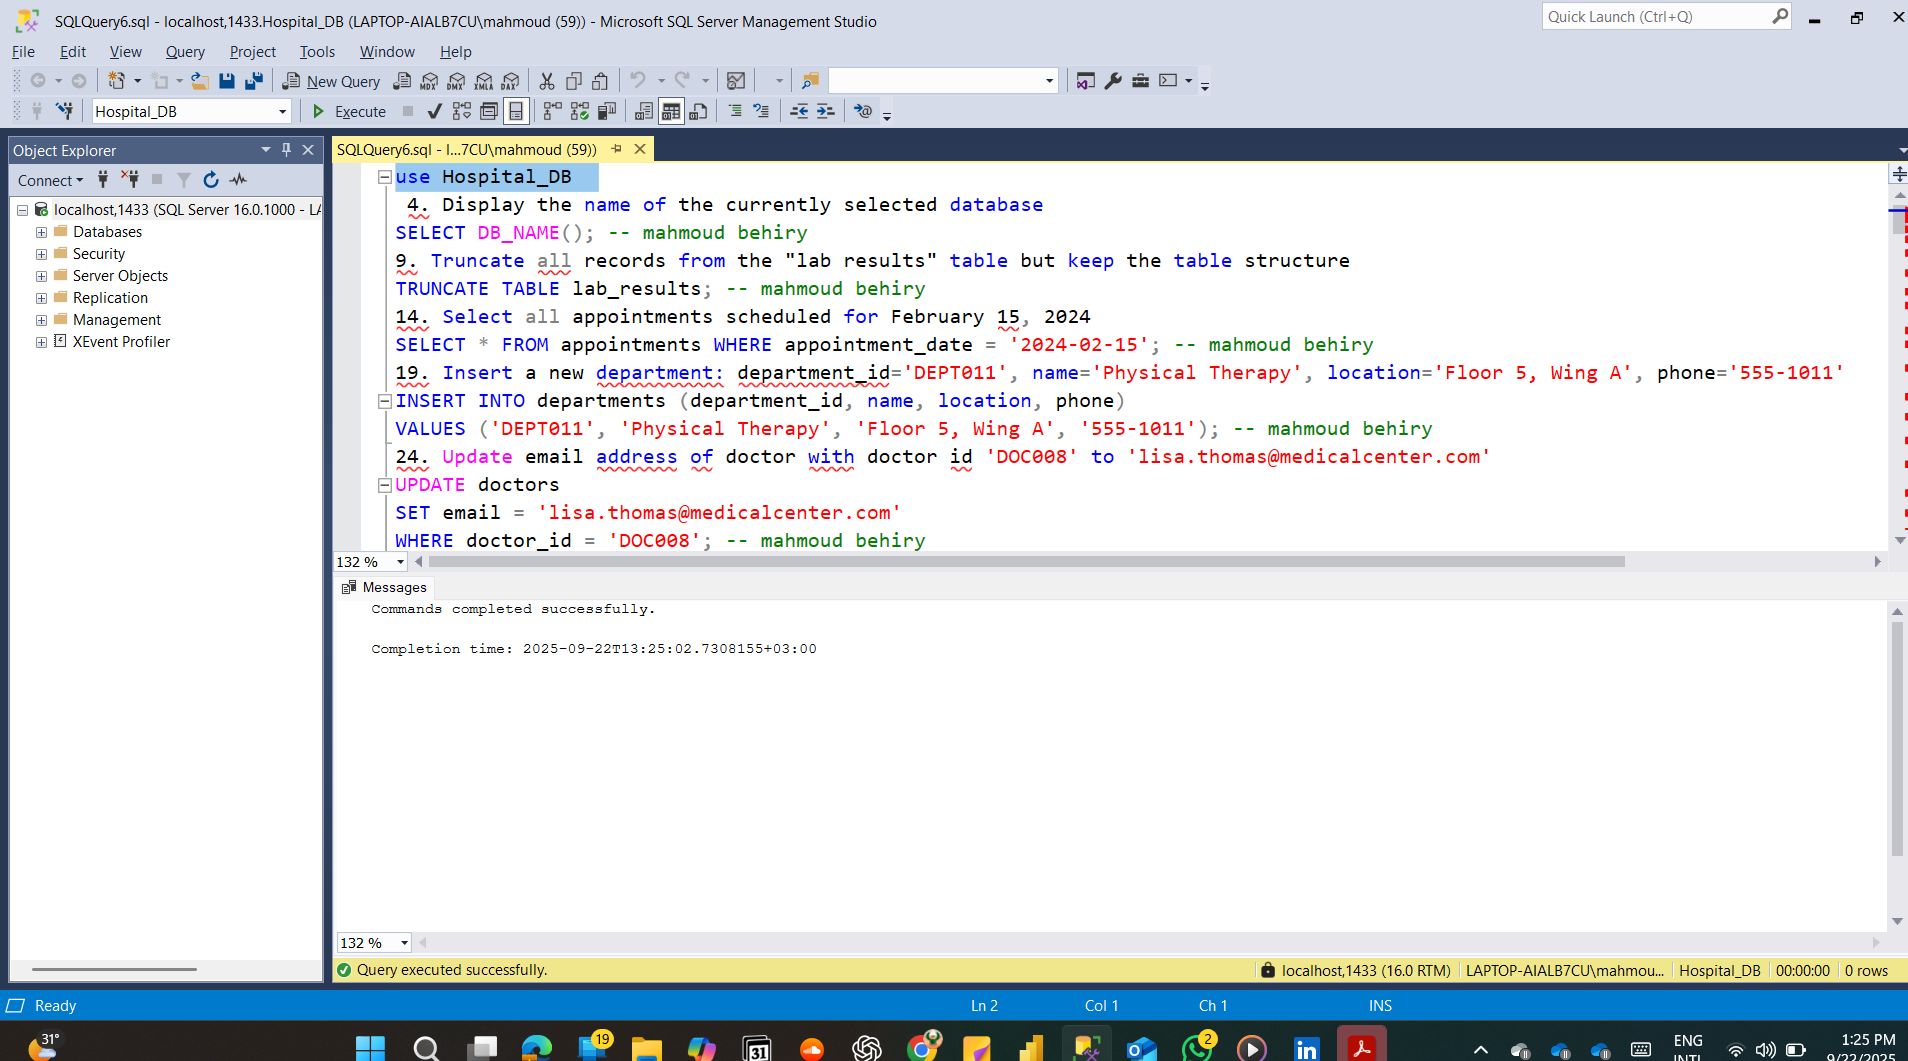 SQLQuery6.sql - localhost,1433.Hospital_DB (LAPTOP-AIALB7CU\mahmoud (59)) - Microsoft SQL Server Management Studio
Quick Launch (Ctrl+Q)
File Edit View Query Project Tools Window Help
New Query MDX DMX XMLA DAX
Hospital_DB Execute
Object Explorer
Connect
localhost,1433 (SQL Server 16.0.1000 - LA
Databases
Security
Server Objects
Replication
Management
XEvent Profiler
SQLQuery6.sql - l...7CU\mahmoud (59))
use Hospital_DB
4. Display the name of the currently selected database
SELECT DB_NAME(); -- mahmoud behiry
9. Truncate all records from the "lab results" table but keep the table structure
TRUNCATE TABLE lab_results; -- mahmoud behiry
14. Select all appointments scheduled for February 15, 2024
SELECT * FROM appointments WHERE appointment_date = '2024-02-15'; -- mahmoud behiry
19. Insert a new department: department_id='DEPT011', name='Physical Therapy', location='Floor 5, Wing A', phone='555-1011'
INSERT INTO departments (department_id, name, location, phone)
VALUES ('DEPT011', 'Physical Therapy', 'Floor 5, Wing A', '555-1011'); -- mahmoud behiry
24. Update email address of doctor with doctor id 'DOC008' to 'lisa.thomas@medicalcenter.com'
UPDATE doctors
SET email = 'lisa.thomas@medicalcenter.com'
WHERE doctor_id = 'DOC008'; -- mahmoud behiry
132 %
Messages
Commands completed successfully.
Completion time: 2025-09-22T13:25:02.7308155+03:00
132 %
Query executed successfully.
localhost,1433 (16.0 RTM) LAPTOP-AIALB7CU\mahmou... Hospital_DB 00:00:00 0 rows
Ready Ln 2 Col 1 Ch 1 INS
31°
19
31
2
in
ENG
INTL
1:25 PM
9/22/2025